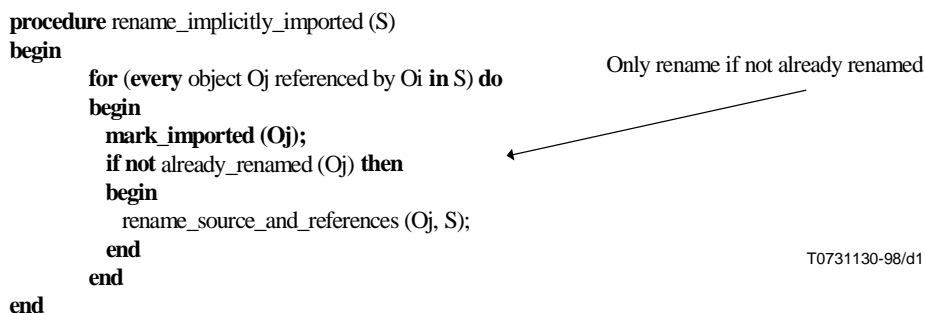 procedure rename_implicitly_imported (S)
begin
for (every object Oj referenced by Oi in S) do
Only rename if not already renamed
begin
mark_imported (Oj);
if not already_renamed (Oj) then
begin
rename_source_and_references (Oj, S);
end
T0731130-98/d1
end
end